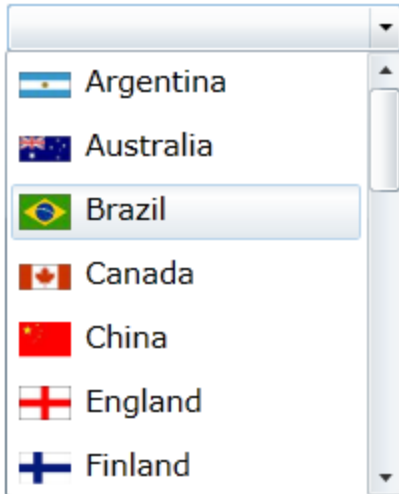 Argentina
Australia
Brazil
Canada
China
England
Finland